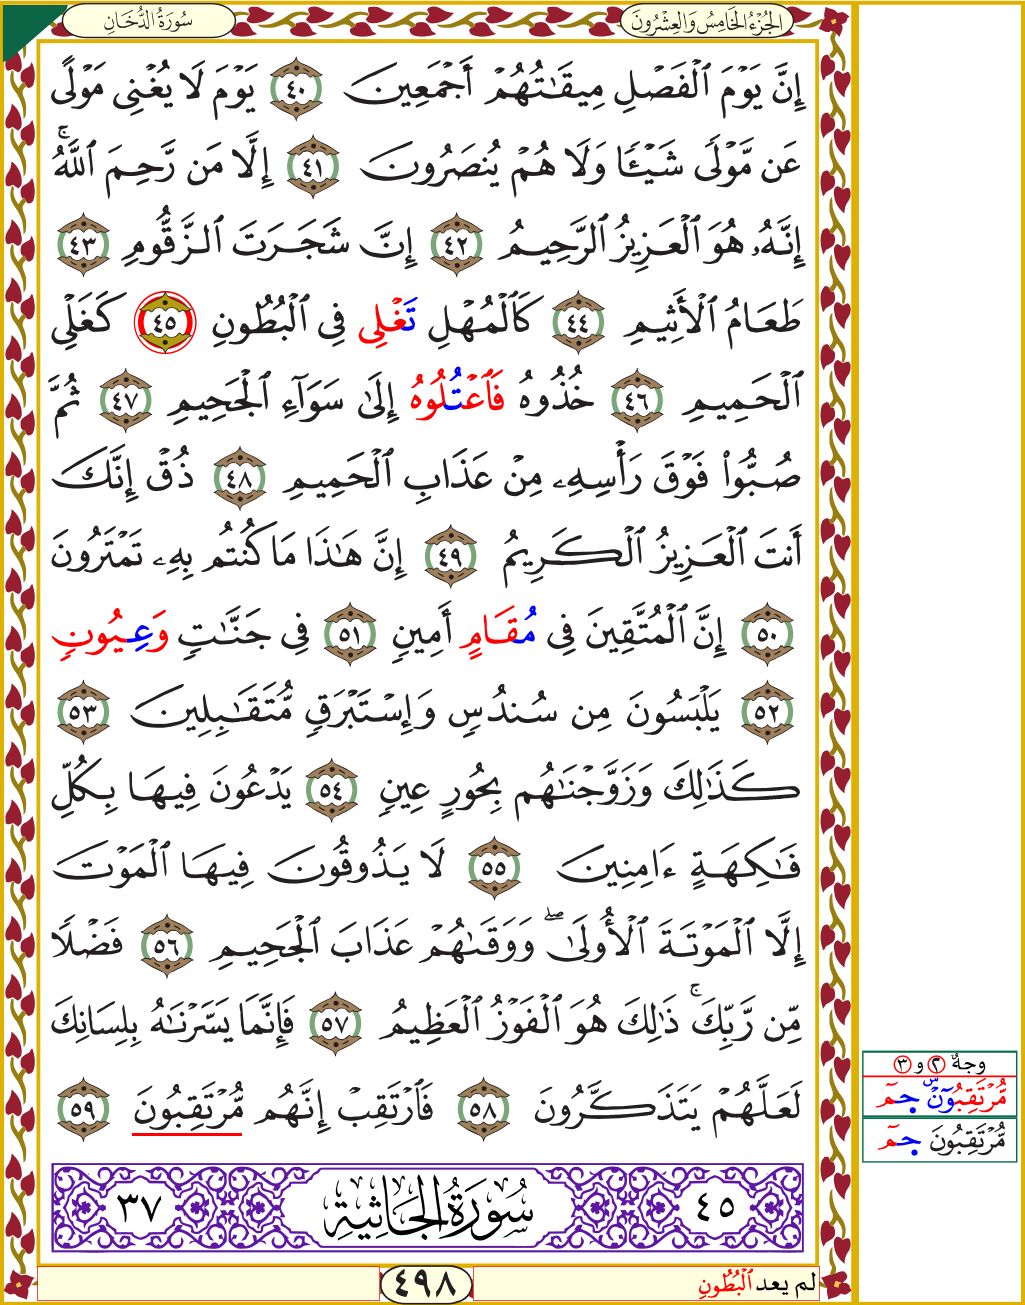 الجُزْءُ الخَامِسُ وَالعِشْرُونَ
سُورَةُ الدُّخَانِ
إِنَّ يَوْمَ ٱلْفَصْلِ مِيقَٰتُهُمْ أَجْمَعِينَ ٤٠ يَوْمَ لَا يُغْنِى مَوْلًى
عَن مَّوْلًى شَيْـًٔا وَلَا هُمْ يُنصَرُونَ ٤١ إِلَّا مَن رَّحِمَ ٱللَّهُ ۚ
إِنَّهُۥ هُوَ ٱلْعَزِيزُ ٱلرَّحِيمُ ٤٢ إِنَّ شَجَرَتَ ٱلزَّقُّومِ ٤٣
طَعَامُ ٱلْأَثِيمِ ٤٤ كَٱلْمُهْلِ تَغْلِى فِى ٱلْبُطُونِ ٤٥ كَغَلْىِ
ٱلْحَمِيمِ ٤٦ خُذُوهُ فَٱعْتُلُوهُ إِلَىٰ سَوَآءِ ٱلْجَحِيمِ ٤٧ ثُمَّ
صُبُّوا۟ فَوْقَ رَأْسِهِۦ مِنْ عَذَابِ ٱلْحَمِيمِ ٤٨ ذُقْ إِنَّكَ
أَنتَ ٱلْعَزِيزُ ٱلْكَرِيمُ ٤٩ إِنَّ هَٰذَا مَا كُنتُم بِهِۦ تَمْتَرُونَ
٥٠ إِنَّ ٱلْمُتَّقِينَ فِى مُقَامٍ أَمِينٍ ٥١ فِى جَنَّٰتٍ وَعِيُونٍ
٥٢ يَلْبَسُونَ مِن سُندُسٍ وَإِسْتَبْرَقٍ مُّتَقَٰبِلِينَ ٥٣
كَذَٰلِكَ وَزَوَّجْنَٰهُم بِحُورٍ عِينٍ ٥٤ يَدْعُونَ فِيهَا بِكُلِّ
فَٰكِهَةٍ ءَامِنِينَ ٥٥ لَا يَذُوقُونَ فِيهَا ٱلْمَوْتَ
إِلَّا ٱلْمَوْتَةَ ٱلْأُولَىٰ ۖ وَوَقَىٰهُمْ عَذَابَ ٱلْجَحِيمِ ٥٦ فَضْلًا
مِّن رَّبِّكَ ۚ ذَٰلِكَ هُوَ ٱلْفَوْزُ ٱلْعَظِيمُ ٥٧ فَإِنَّمَا يَسَّرْنَٰهُ بِلِسَانِكَ
لَعَلَّهُمْ يَتَذَكَّرُونَ ٥٨ فَٱرْتَقِبْ إِنَّهُم مُّرْتَقِبُونَ ٥٩
٤٥ سُورَةُ الجَاثِيَةِ ٣٧
وجهٌ ٢ و ٣
مُّرْتَقِبُونَ ۜ حٓمٓ
مُّرْتَقِبُونَ حٓمٓ
لم يعد ٱلْبُطُونِ
٤٩٨